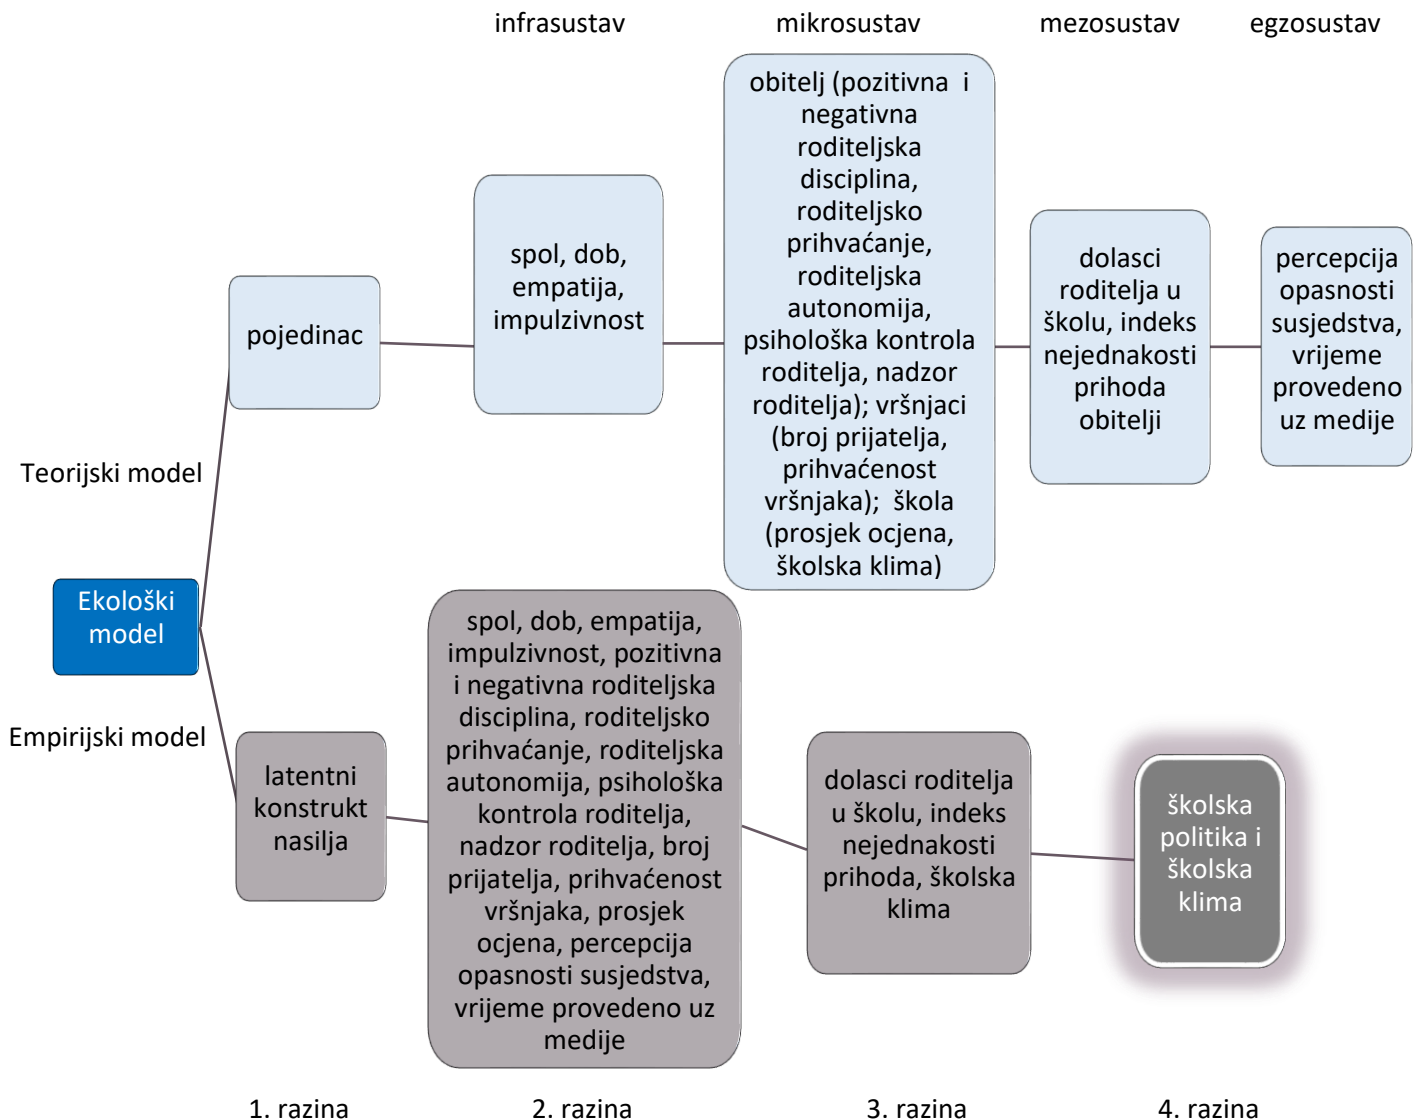 infrasustav
mikrosustav
mezosustav
egzosustav
obitelj (pozitivna i
negativna
roditeljska
disciplina,
roditeljsko
prihvaćanje,
roditeljska
autonomija,
psihološka kontrola
roditelja, nadzor
roditelja); vršnjaci
(broj prijatelja,
prihvaćenost
vršnjaka); škola
(prosjek ocjena,
školska klima)
spol, dob,
empatija,
impulzivnost
dolasci
roditelja u
školu, indeks
nejednakosti
prihoda
obitelji
percepcija
opasnosti
susjedstva,
vrijeme
provedeno
uz medije
pojedinac
Teorijski model
Ekološki
model
Empirijski model
latentni
konstrukt
nasilja
spol, dob, empatija,
impulzivnost, pozitivna
i negativna roditeljska
disciplina, roditeljsko
prihvaćanje, roditeljska
autonomija, psihološka
kontrola roditelja,
nadzor roditelja, broj
prijatelja, prihvaćenost
vršnjaka, prosjek
ocjena, percepcija
opasnosti susjedstva,
vrijeme provedeno uz
medije
dolasci roditelja
u školu, indeks
nejednakosti
prihoda, školska
klima
školska
politika i
školska
klima
1. razina
2. razina
3. razina
4. razina